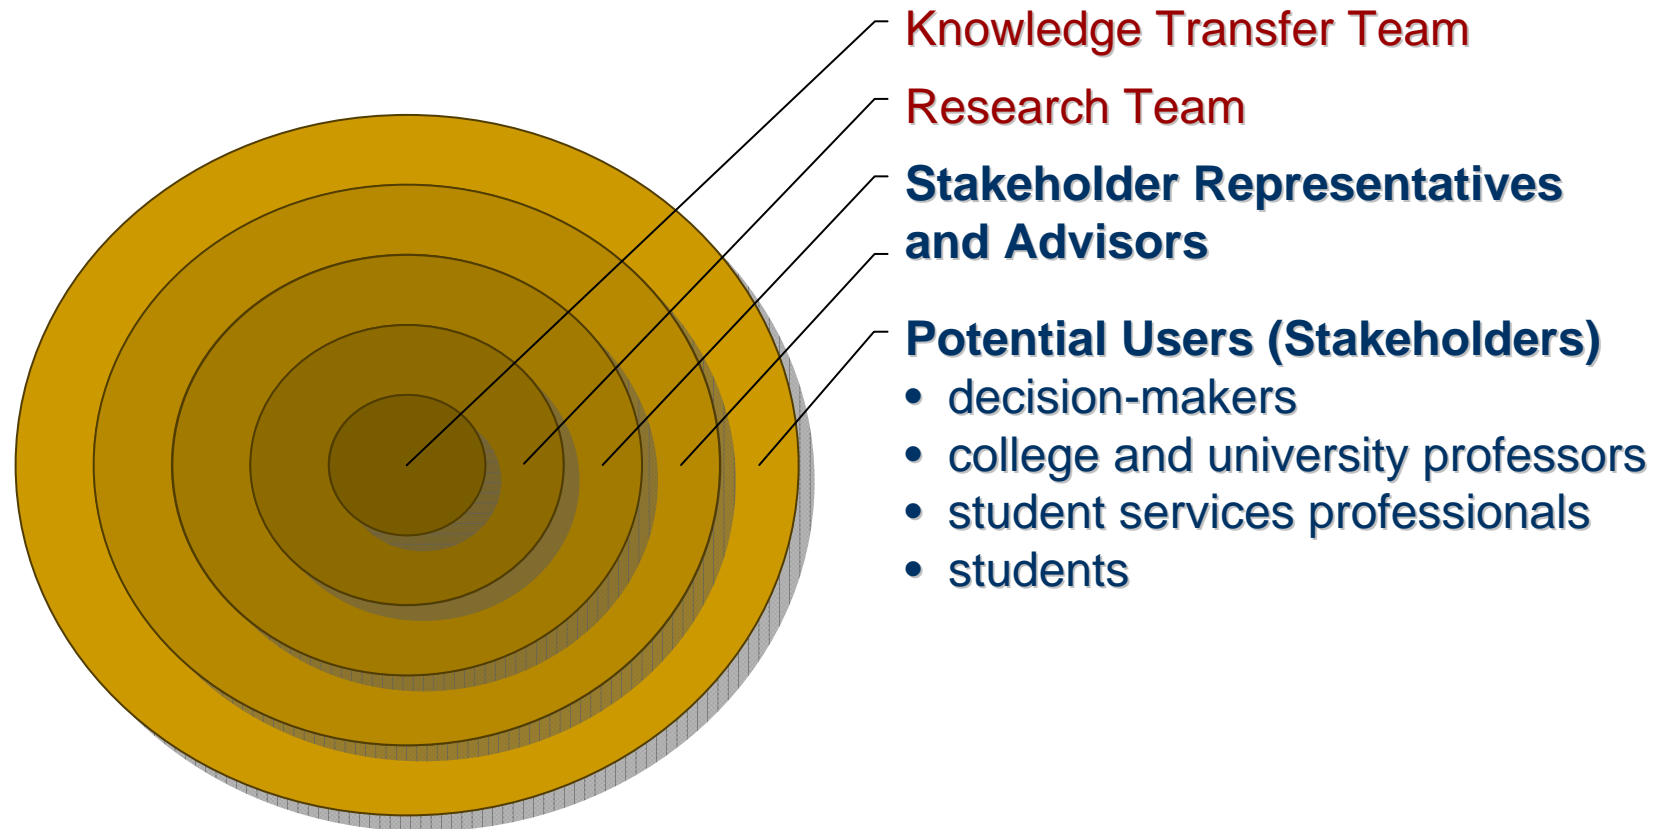 Knowledge Transfer Team
Research Team
Stakeholder Representatives
and Advisors
Potential Users (Stakeholders)
• decision-makers
• college and university professors
• student services professionals
• students